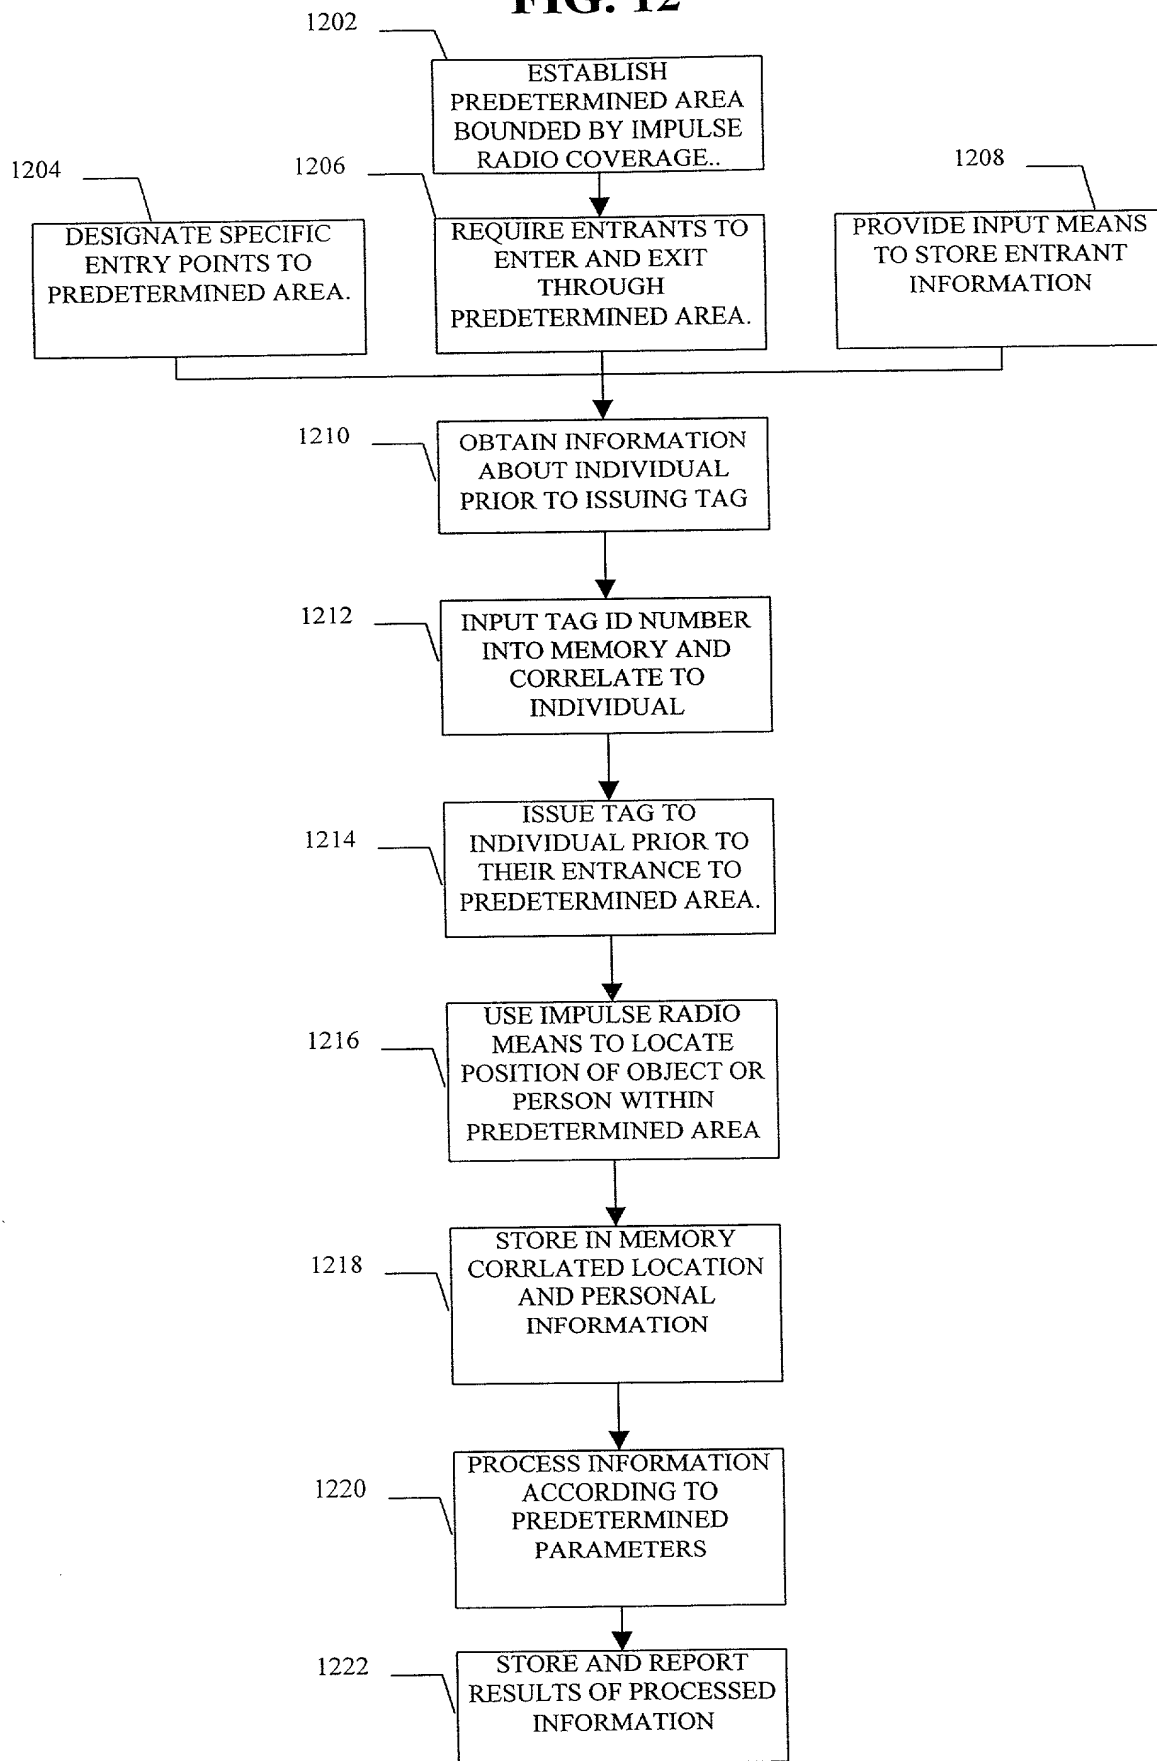 FIG. 12
1202
ESTABLISH
PREDETERMINED AREA
BOUNDED BY IMPULSE
RADIO COVERAGE..
1204
DESIGNATE SPECIFIC
ENTRY POINTS TO
PREDETERMINED AREA.
1206
REQUIRE ENTRANTS TO
ENTER AND EXIT
THROUGH
PREDETERMINED AREA.
1208
PROVIDE INPUT MEANS
TO STORE ENTRANT
INFORMATION
1210
OBTAIN INFORMATION
ABOUT INDIVIDUAL
PRIOR TO ISSUING TAG
1212
INPUT TAG ID NUMBER
INTO MEMORY AND
CORRELATE TO
INDIVIDUAL
1214
ISSUE TAG TO
INDIVIDUAL PRIOR TO
THEIR ENTRANCE TO
PREDETERMINED AREA.
1216
USE IMPULSE RADIO
MEANS TO LOCATE
POSITION OF OBJECT OR
PERSON WITHIN
PREDETERMINED AREA
1218
STORE IN MEMORY
CORRLATED LOCATION
AND PERSONAL
INFORMATION
1220
PROCESS INFORMATION
ACCORDING TO
PREDETERMINED
PARAMETERS
1222
STORE AND REPORT
RESULTS OF PROCESSED
INFORMATION